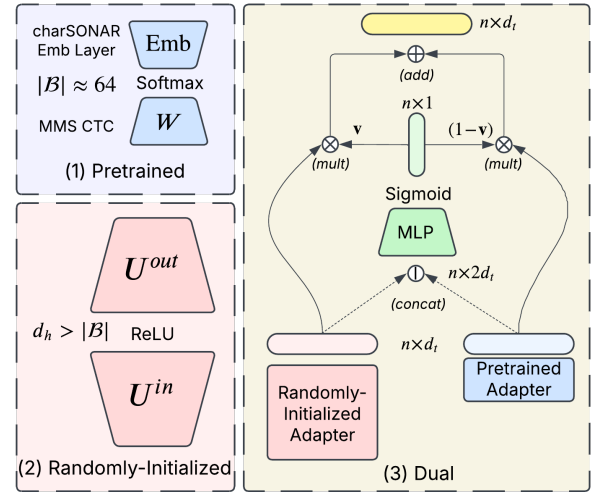 charSONAR
Emb Layer
Emb
|ℬ| ≈ 64
Softmax
MMS CTC
W
(1) Pretrained
U^{out}
d_h > |ℬ|
ReLU
U^{in}
(2) Randomly-Initialized
n×d_t
(add)
n×1
v
(1−v)
(mult)
(mult)
Sigmoid
MLP
n×2d_t
(concat)
n×d_t
Randomly-
Initialized
Adapter
Pretrained
Adapter
(3) Dual